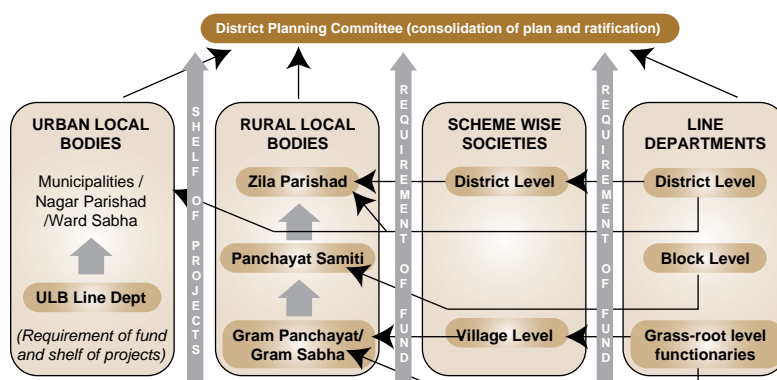 District Planning Committee (consolidation of plan and ratification)
URBAN LOCAL
BODIES
Municipalities /
Nagar Parishad
/Ward Sabha
ULB Line Dept
(Requirement of fund
and shelf of projects)
SHELF OF PROJECTS
RURAL LOCAL
BODIES
Zila Parishad
Panchayat Samiti
Gram Panchayat/
Gram Sabha
REQUIREMENT OF FUND
SCHEME WISE
SOCIETIES
District Level
Village Level
REQUIREMENT OF FUND
LINE
DEPARTMENTS
District Level
Block Level
Grass-root level
functionaries